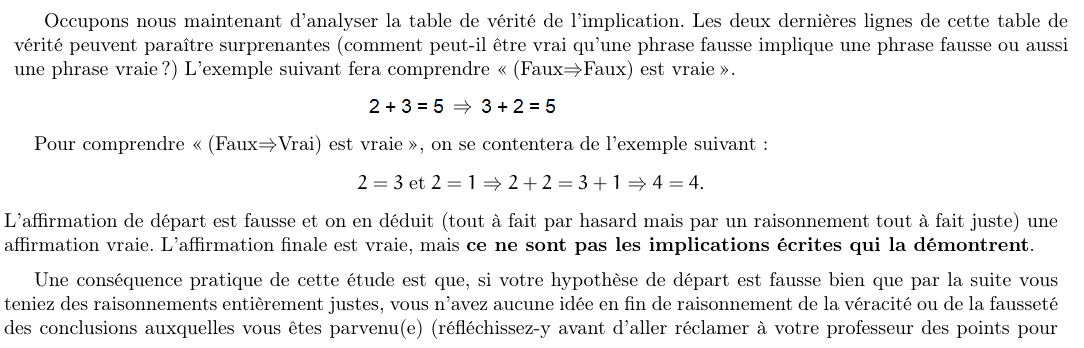 Occupons nous maintenant d'analyser la table de vérité de l'implication. Les deux dernières lignes de cette table de
vérité peuvent paraître surprenantes (comment peut-il être vrai qu'une phrase fausse implique une phrase fausse ou aussi
une phrase vraie ?) L'exemple suivant fera comprendre « (Faux⇒Faux) est vraie ».
2 + 3 = 5 ⇒ 3 + 2 = 5
Pour comprendre « (Faux⇒Vrai) est vraie », on se contentera de l'exemple suivant :
2 = 3 et 2 = 1 ⇒ 2 + 2 = 3 + 1 ⇒ 4 = 4.
L'affirmation de départ est fausse et on en déduit (tout à fait par hasard mais par un raisonnement tout à fait juste) une
affirmation vraie. L'affirmation finale est vraie, mais ce ne sont pas les implications écrites qui la démontrent.
Une conséquence pratique de cette étude est que, si votre hypothèse de départ est fausse bien que par la suite vous
teniez des raisonnements entièrement justes, vous n'avez aucune idée en fin de raisonnement de la véracité ou de la fausseté
des conclusions auxquelles vous êtes parvenu(e) (réfléchissez-y avant d'aller réclamer à votre professeur des points pour